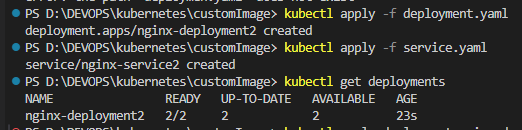 PS D:\DEVOPS\kubernetes\customImage> kubectl apply -f deployment.yaml
deployment.apps/nginx-deployment2 created
PS D:\DEVOPS\kubernetes\customImage> kubectl apply -f service.yaml
service/nginx-service2 created
PS D:\DEVOPS\kubernetes\customImage> kubectl get deployments
NAME READY UP-TO-DATE AVAILABLE AGE
nginx-deployment2 2/2 2 2 23s